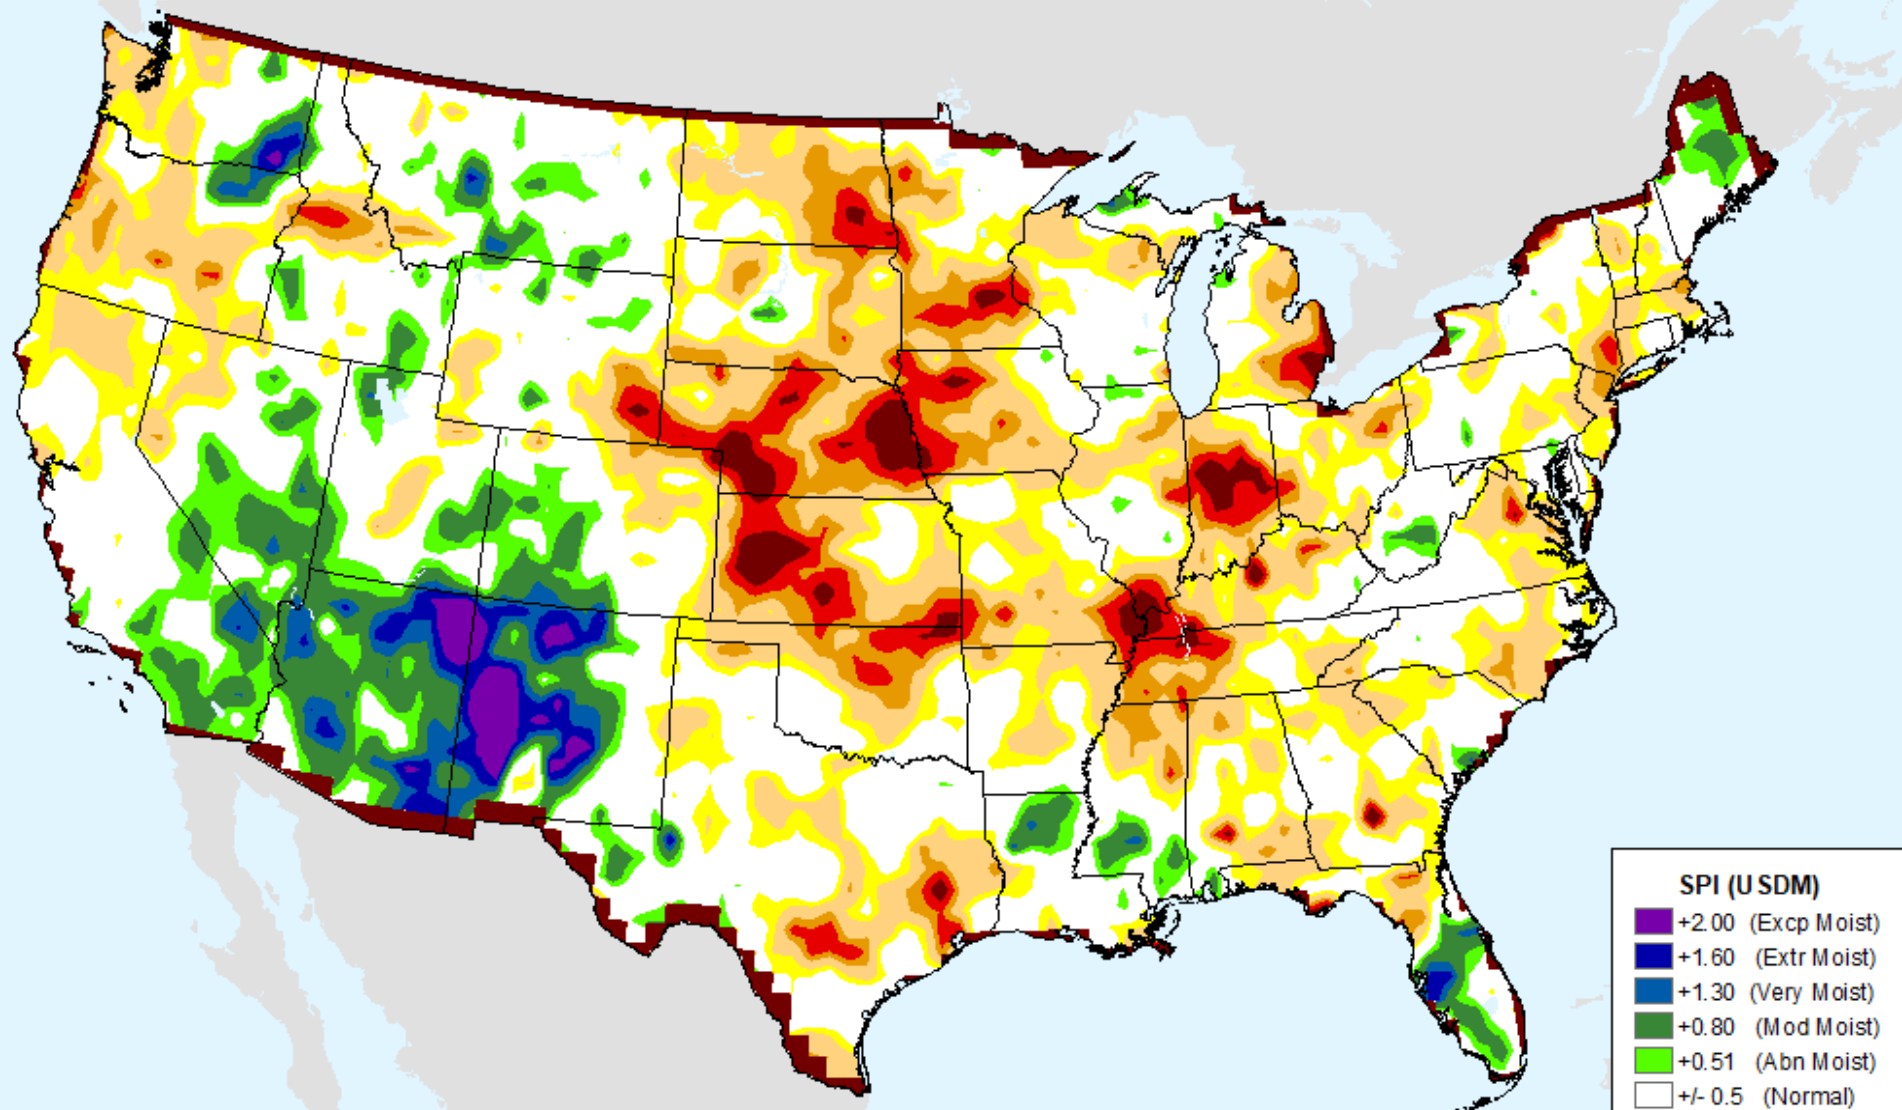 SPI (USDM)
+2.00 (Excp Moist)
+1.60 (Extr Moist)
+1.30 (Very Moist)
+0.80 (Mod Moist)
+0.51 (Abn Moist)
+/- 0.5 (Normal)